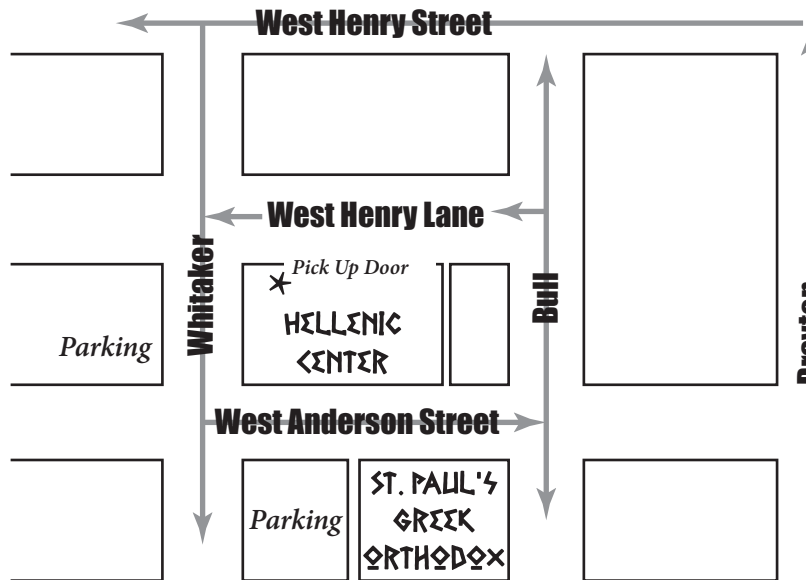 West Henry Street
West Henry Lane
Whitaker
Pick Up Door
HELLENIC
CENTER
Bull
Parking
West Anderson Street
Parking
ST. PAUL'S
GREEK
ORTHODOX